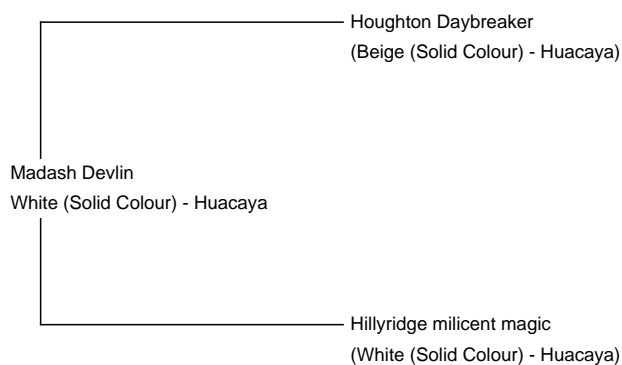 Houghton Daybreaker
(Beige (Solid Colour) - Huacaya)
Madash Devlin
White (Solid Colour) - Huacaya
Hillyridge milicent magic
(White (Solid Colour) - Huacaya)